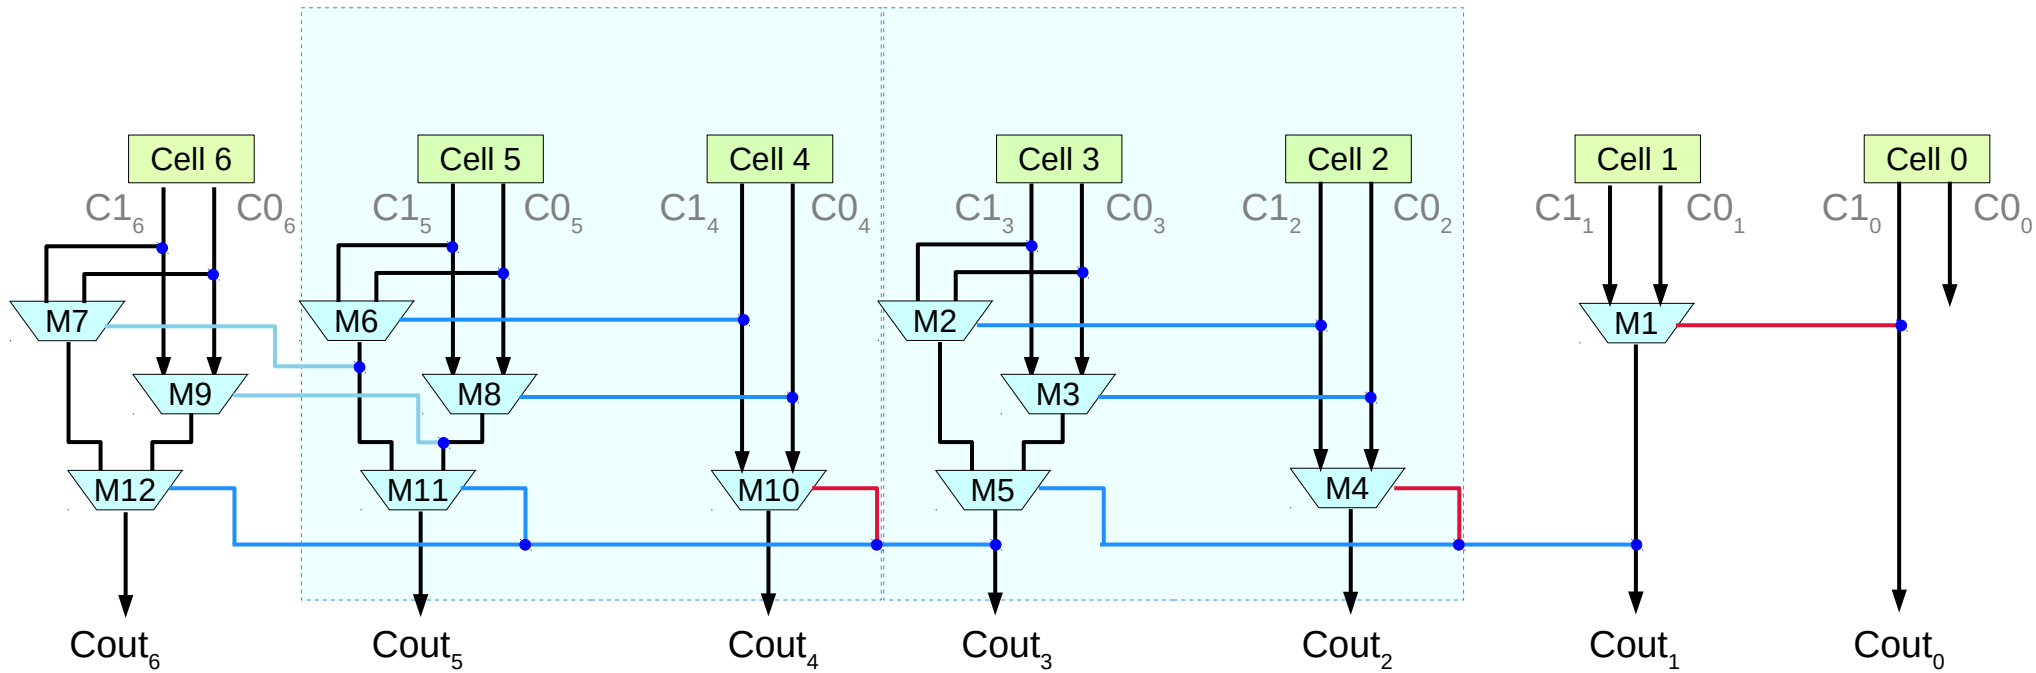 Cell 6 Cell 5 Cell 4 Cell 3 Cell 2 Cell 1 Cell 0
C1₆ C0₆ C1₅ C0₅ C1₄ C0₄ C1₃ C0₃ C1₂ C0₂ C1₁ C0₁ C1₀ C0₀
M7 M6 M2 M1
M9 M8 M3
M12 M11 M10 M5 M4
Cout₆ Cout₅ Cout₄ Cout₃ Cout₂ Cout₁ Cout₀